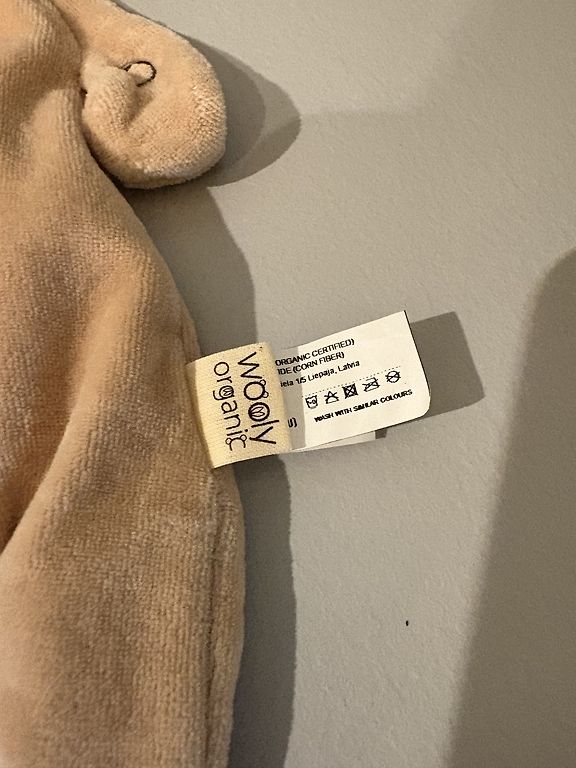 wooly
organic
ORGANIC CERTIFIED)
IDE (CORN FIBER)
iela 1/5 Liepaja, Latvia
WASH WITH SIMILAR COLOURS
S)